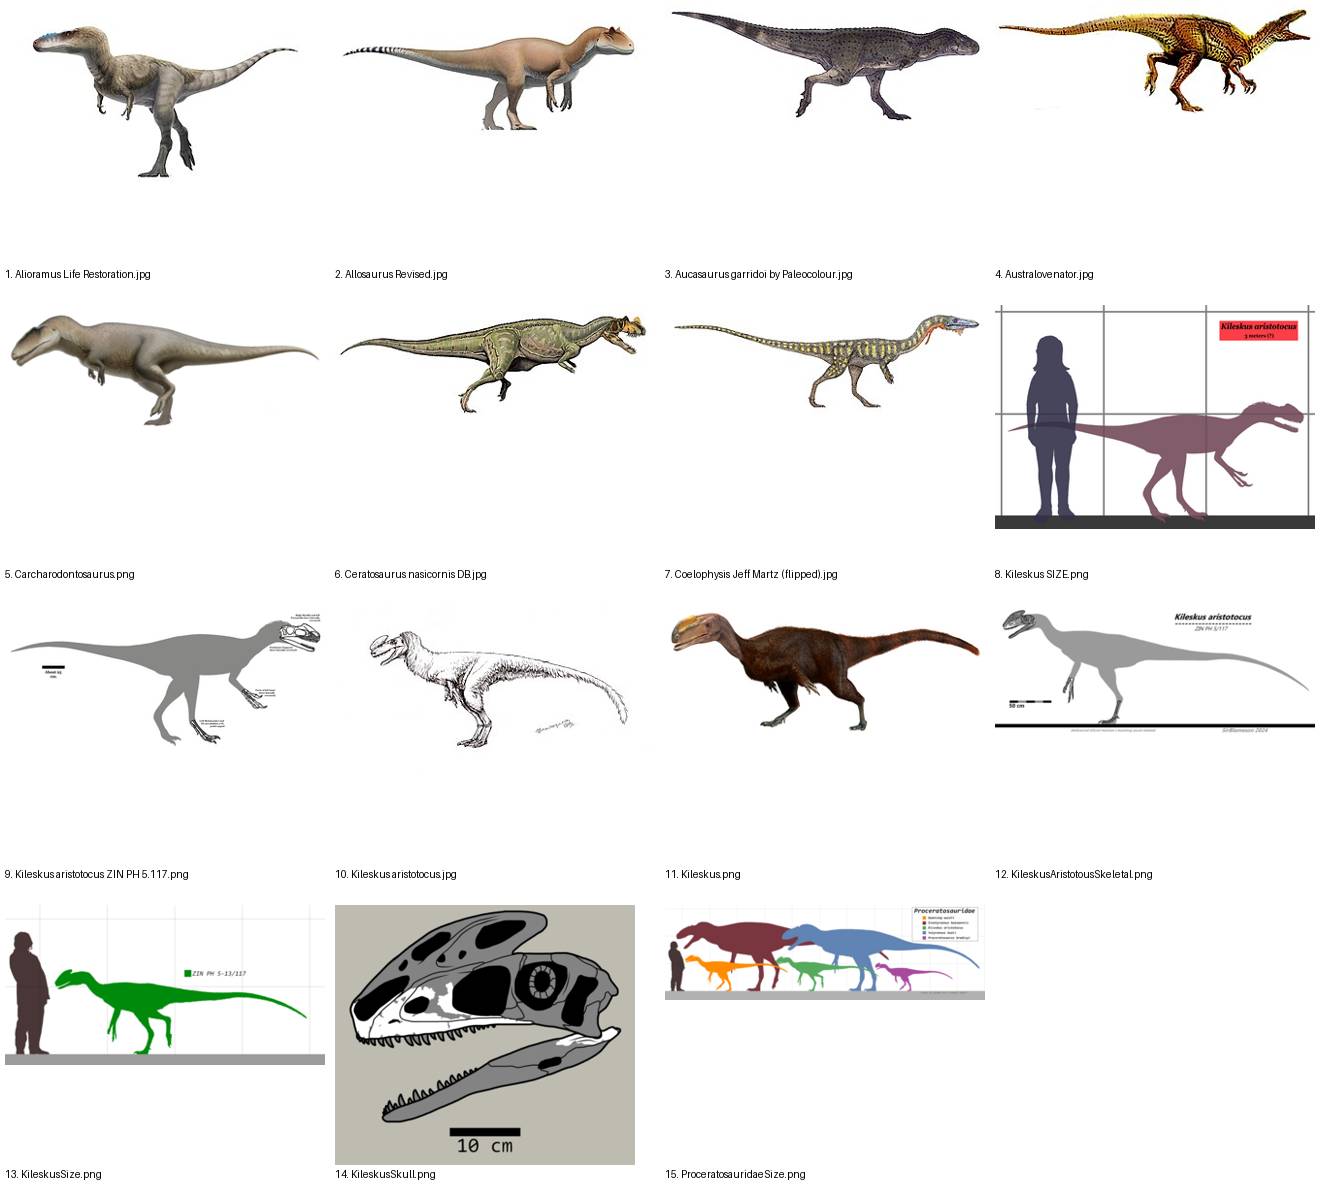 1. Alioramus Life Restoration.jpg
2. Allosaurus Revised.jpg
3. Aucasaurus garridoi by Paleocolour.jpg
4. Australovenator.jpg
Kileskus aristotocus
3 meters (?)
5. Carcharodontosaurus.png
6. Ceratosaurus nasicornis DB.jpg
7. Coelophysis Jeff Martz (flipped).jpg
8. Kileskus SIZE.png
Kileskus aristotocus
ZIN PH 5/117
50 cm
SirBlameson 2024
9. Kileskus aristotocus ZIN PH 5.117.png
10. Kileskus aristotocus.jpg
11. Kileskus.png
12. KileskusAristotousSkeletal.png
ZIN PH 5-13/117
10 cm
Proceratosauridae
13. KileskusSize.png
14. KileskusSkull.png
15. ProceratosauridaeSize.png